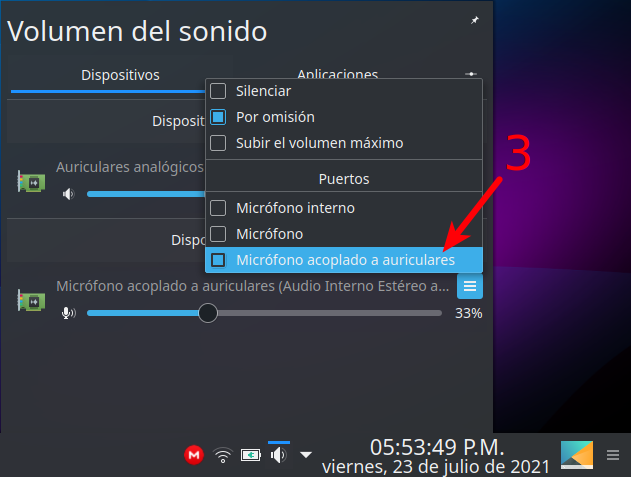 Volumen del sonido
Dispositivos
Aplicaciones
Silenciar
Por omisión
Subir el volumen máximo
Dispositi
Auriculares analógicos
Puertos
Micrófono interno
Micrófono
Micrófono acoplado a auriculares
3
Dispo
Micrófono acoplado a auriculares (Audio Interno Estéreo a...
33%
M
05:53:49 P.M.
viernes, 23 de julio de 2021